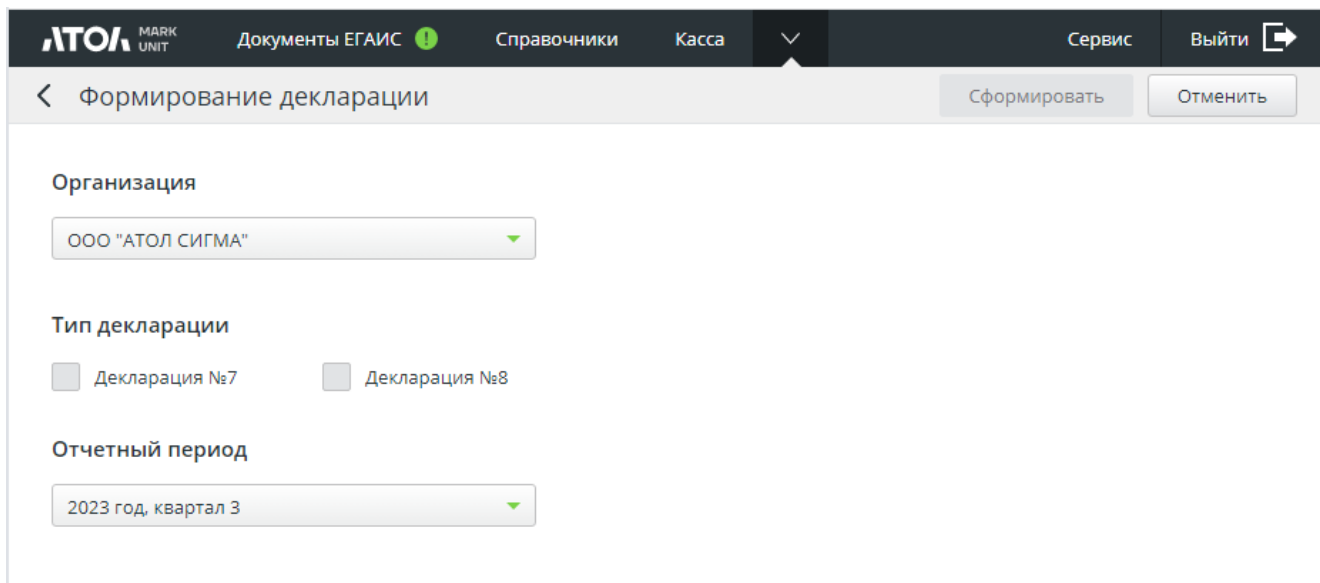 АТОЛ MARK UNIT Документы ЕГАИС ! Справочники Касса Сервис Выйти
Формирование декларации Сформировать Отменить
Организация
ООО "АТОЛ СИГМА"
Тип декларации
Декларация №7 Декларация №8
Отчетный период
2023 год, квартал 3